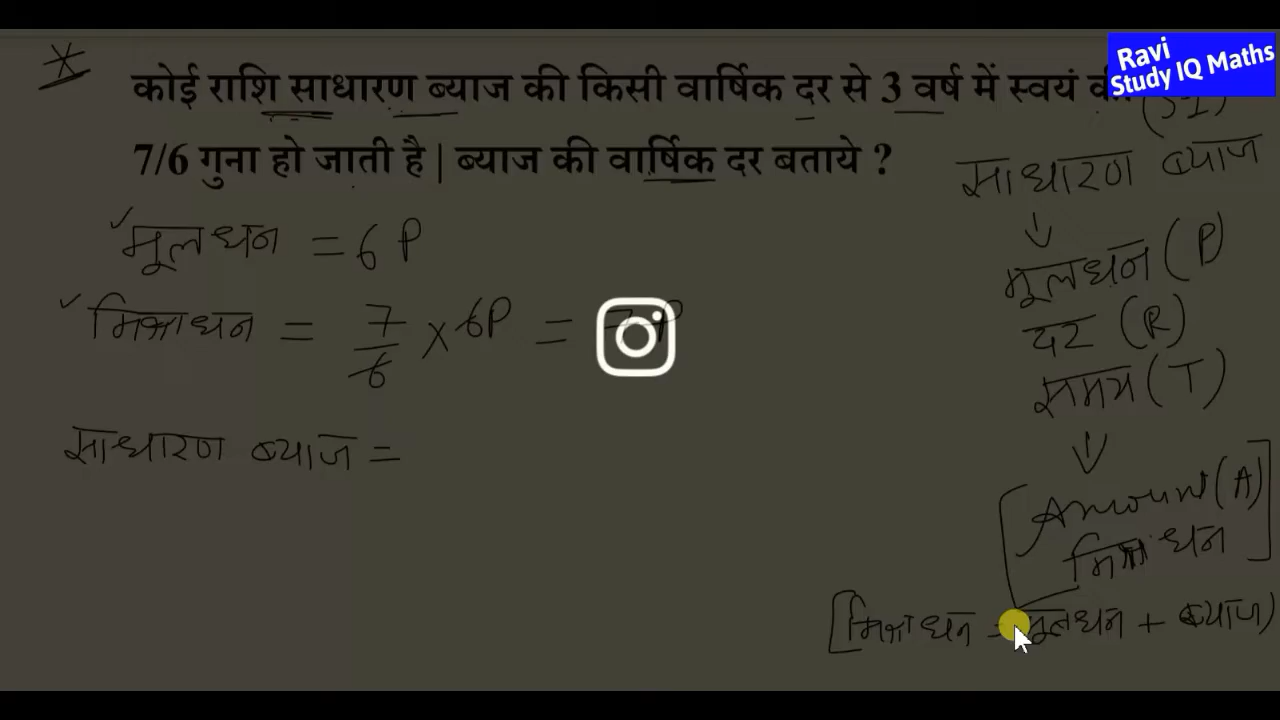 Ravi
Study IQ Maths
कोई राशि साधारण ब्याज की किसी वार्षिक दर से 3 वर्ष में स्वयं
7/6 गुना हो जाती है | ब्याज की वार्षिक दर बताये ?
(S.I)
साधारण ब्याज
मूलधन = 6P
मूलधन (P)
मिश्रधन = 7/6 × 6P = 7P
दर (R)
समय (T)
साधारण ब्याज =
Amount (A)
मिश्रधन
[मिश्रधन = मूलधन + ब्याज)